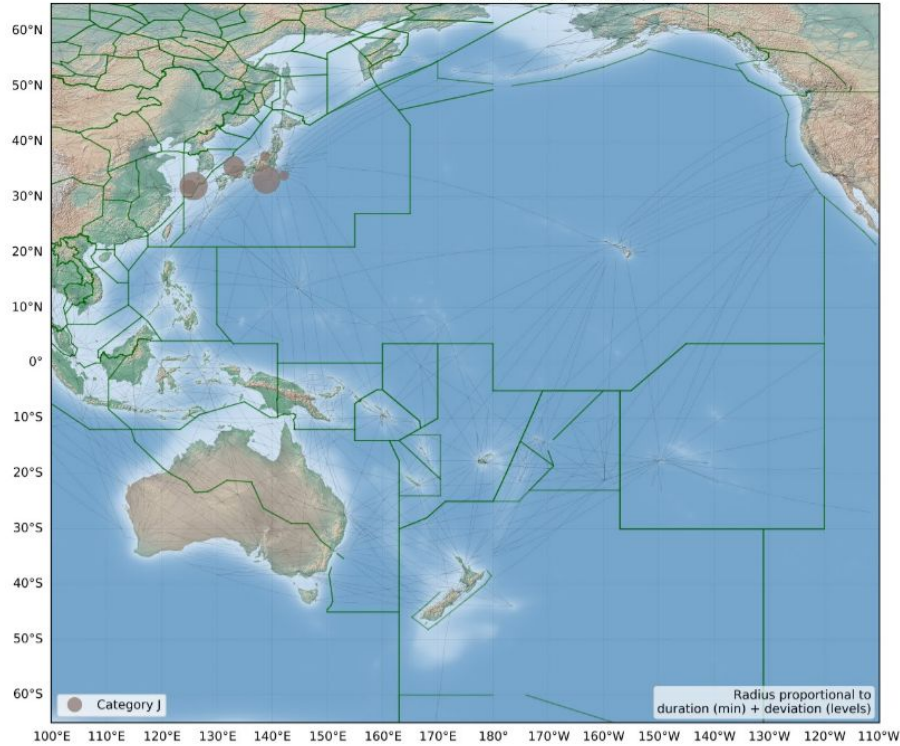 60°N
50°N
40°N
30°N
20°N
10°N
0°
10°S
20°S
30°S
40°S
50°S
60°S
Category J
Radius proportional to
duration (min) + deviation (levels)
100°E 110°E 120°E 130°E 140°E 150°E 160°E 170°E 180°E 170°W 160°W 150°W 140°W 130°W 120°W 110°W